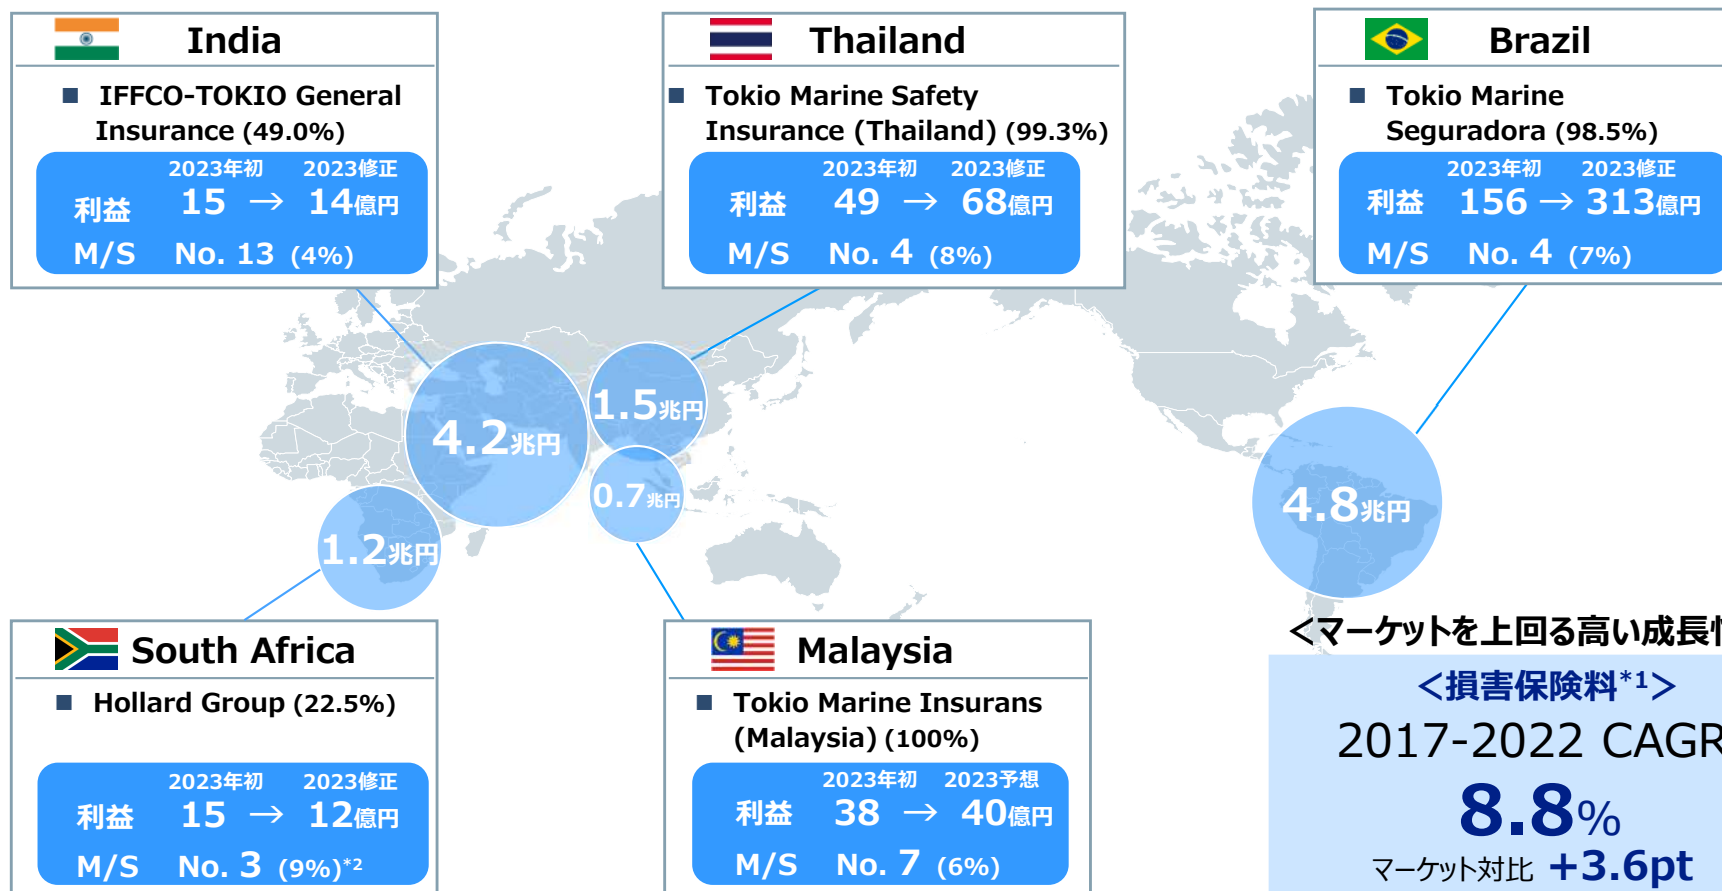 India
■ IFFCO-TOKIO General
Insurance (49.0%)
2023年初 2023修正
利益 15 → 14億円
M/S No. 13 (4%)
Thailand
■ Tokio Marine Safety
Insurance (Thailand) (99.3%)
2023年初 2023修正
利益 49 → 68億円
M/S No. 4 (8%)
Brazil
■ Tokio Marine
Seguradora (98.5%)
2023年初 2023修正
利益 156 → 313億円
M/S No. 4 (7%)
4.2兆円
1.5兆円
0.7兆円
1.2兆円
4.8兆円
South Africa
■ Hollard Group (22.5%)
2023年初 2023修正
利益 15 → 12億円
M/S No. 3 (9%)*2
Malaysia
■ Tokio Marine Insurans
(Malaysia) (100%)
2023年初 2023予想
利益 38 → 40億円
M/S No. 7 (6%)
<マーケットを上回る高い成長
<損害保険料*1>
2017-2022 CAGR
8.8%
マーケット対比 +3.6pt